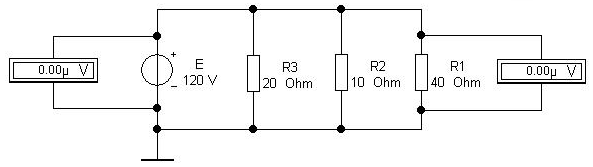 0.00µ V
+
E
120 V
−
R3
20 Ohm
R2
10 Ohm
R1
40 Ohm
0.00µ V